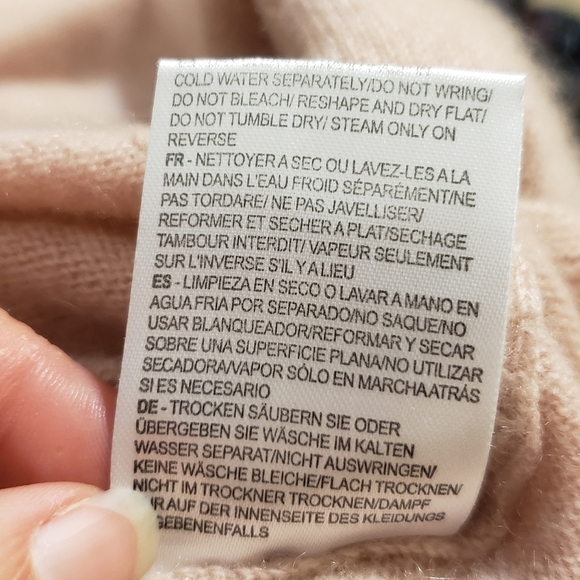 COLD WATER SEPARATELY/DO NOT WRING/
DO NOT BLEACH/ RESHAPE AND DRY FLAT/
DO NOT TUMBLE DRY/ STEAM ONLY ON
REVERSE
FR - NETTOYER A SEC OU LAVEZ-LES A LA
MAIN DANS L'EAU FROID SÉPARÉMENT/NE
PAS TORDARE/ NE PAS JAVELLISER/
REFORMER ET SECHER A PLAT/SECHAGE
TAMBOUR INTERDIT/ VAPEUR SEULEMENT
SUR L'INVERSE S'IL Y A LIEU
ES - LIMPIEZA EN SECO O LAVAR A MANO EN
AGUA FRIA POR SEPARADO/NO SAQUE/NO
USAR BLANQUEADOR/REFORMAR Y SECAR
SOBRE UNA SUPERFICIE PLANA/NO UTILIZAR
SECADORA/VAPOR SÓLO EN MARCHA ATRÁS
SI ES NECESARIO
DE - TROCKEN SÄUBERN SIE ODER
ÜBERGEBEN SIE WÄSCHE IM KALTEN
WASSER SEPARAT/NICHT AUSWRINGEN/
KEINE WÄSCHE BLEICHE/FLACH TROCKNEN/
NICHT IM TROCKNER TROCKNEN/DAMPF
AUF DER INNENSEITE DES KLEIDUNGS